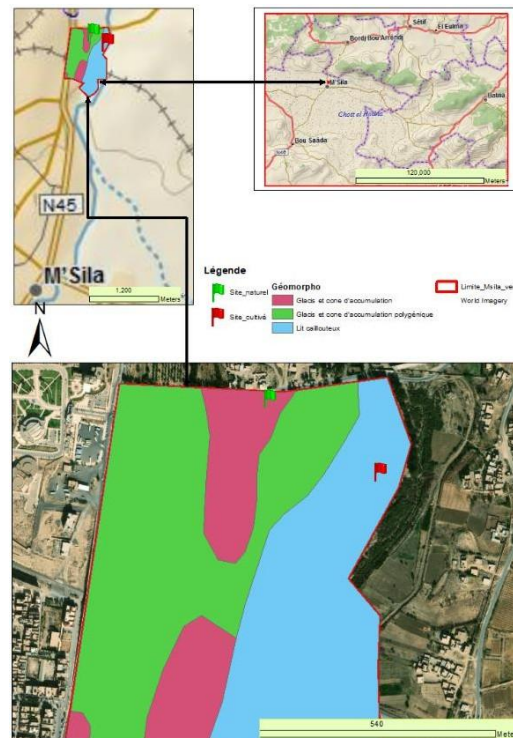 N45
M'Sila
1,200
Meters
N
Sétif
El Eulma
Bordj Bou Arréridj
M'Sila
Batna
Chott el Hodna
Bou Saâda
120,000
Meters
Légende
Site_naturel
Site_cultivé
Géomorpho
Glacis et cone d'accumulation
Glacis et cone d'accumulation polygénique
Lit caillouteux
Limite_Msila_ve
World Imagery
540
Mete